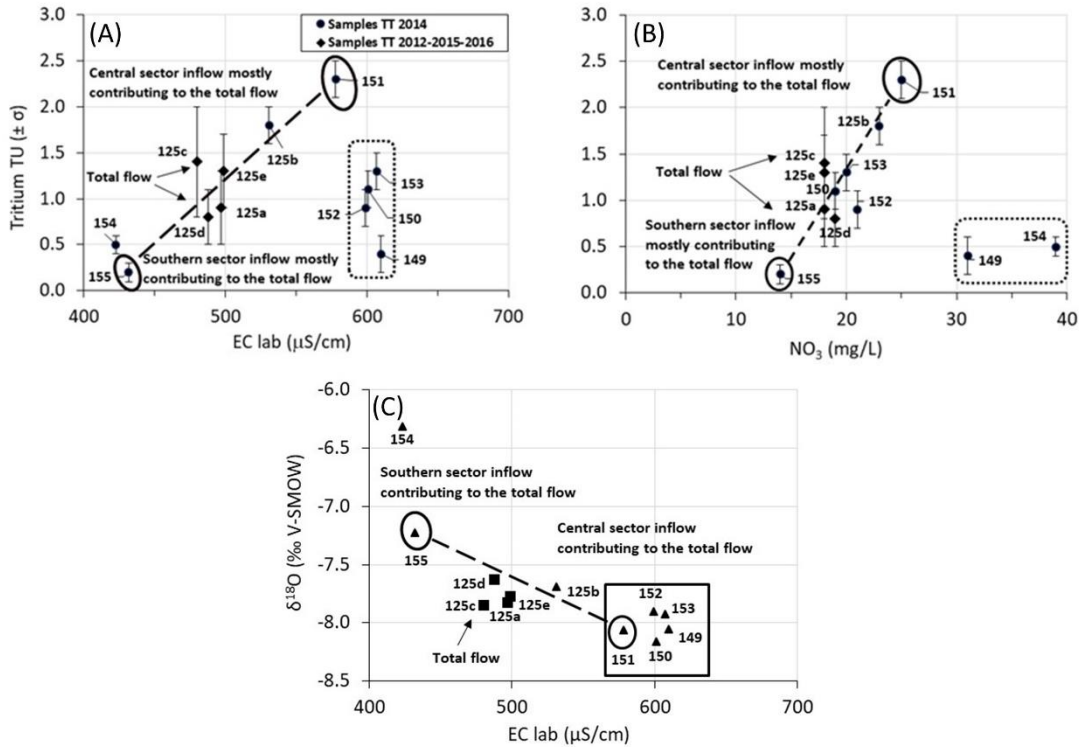 (A)
Samples TT 2014
Samples TT 2012-2015-2016
Central sector inflow mostly
contributing to the total flow
151
125b
125c
125e
Total flow
125a
125d
153
152
150
149
154
155
Southern sector inflow mostly
contributing to the total flow
3.0
2.5
2.0
1.5
1.0
0.5
0.0
Tritium TU (± σ)
400
500
600
700
EC lab (μS/cm)
(B)
Central sector inflow mostly
contributing to the total flow
151
125b
125c
125e
153
Total flow
150
125a
152
125d
Southern sector inflow
mostly contributing
to the total flow
155
149
154
3.0
2.5
2.0
1.5
1.0
0.5
0.0
0
10
20
30
40
NO3 (mg/L)
(C)
-6.0
-6.5
-7.0
-7.5
-8.0
-8.5
δ18O (‰ V-SMOW)
154
Southern sector inflow
contributing to the total flow
155
Central sector inflow
contributing to the total flow
125d
125b
125c
125e
125a
Total flow
152
153
149
151
150
400
500
600
700
EC lab (μS/cm)